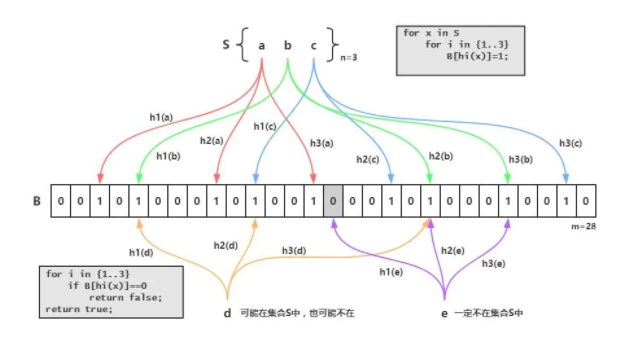 S { a b c } n=3
for x in S
for i in {1..3}
B[hi(x)]=1;
h1(a) h2(a) h1(c) h3(a) h3(c)
h1(b) h2(c) h2(b) h3(b)
B 0 0 1 0 1 0 0 0 1 0 1 0 0 1 0 0 0 1 0 1 0 0 0 1 0 0 1 0
m=28
h1(d) h2(d) h3(d) h1(e) h2(e) h3(e)
for i in {1..3}
if B[hi(x)]==0
return false;
return true;
d 可能在集合S中，也可能不在 e 一定不在集合S中